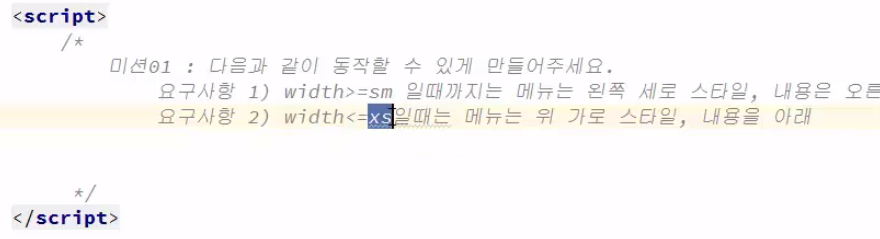 <script>
/*
미션01 : 다음과 같이 동작할 수 있게 만들어주세요.
요구사항 1) width>=sm 일때까지는 메뉴는 왼쪽 세로 스타일, 내용은 오른
요구사항 2) width<=xs일때는 메뉴는 위 가로 스타일, 내용을 아래
*/
</script>